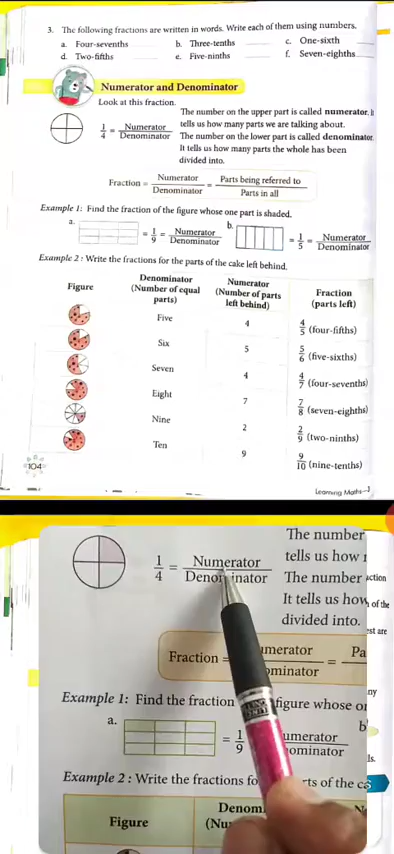 3. The following fractions are written in words. Write each of them using numbers.
a. Four-sevenths
b. Three-tenths
c. One-sixth
d. Two-fifths
e. Five-ninths
f. Seven-eighths
Numerator and Denominator
Look at this fraction.
1/4 = Numerator/Denominator
The number on the upper part is called numerator. It
tells us how many parts we are talking about.
The number on the lower part is called denominator.
It tells us how many parts the whole has been
divided into.
Fraction = Numerator/Denominator = Parts being referred to/Parts in all
Example 1: Find the fraction of the figure whose one part is shaded.
a. = 1/9 = Numerator/Denominator
b. = 1/5 = Numerator/Denominator
Example 2 : Write the fractions for the parts of the cake left behind.
Figure
Denominator
(Number of equal
parts)
Numerator
(Number of parts
left behind)
Fraction
(parts left)
Five 4 4/5 (four-fifths)
Six 5 5/6 (five-sixths)
Seven 4 4/7 (four-sevenths)
Eight 7 7/8 (seven-eighths)
Nine 2 2/9 (two-ninths)
Ten 9 9/10 (nine-tenths)
104
Learning Maths
1/4 = Numerator/Denominator
The number
tells us how
The number
It tells us how
divided into.
Fraction =
Example 1: Find the fraction figure whose
a. = 1/9
b
Example 2 : Write the fractions
of the
Figure